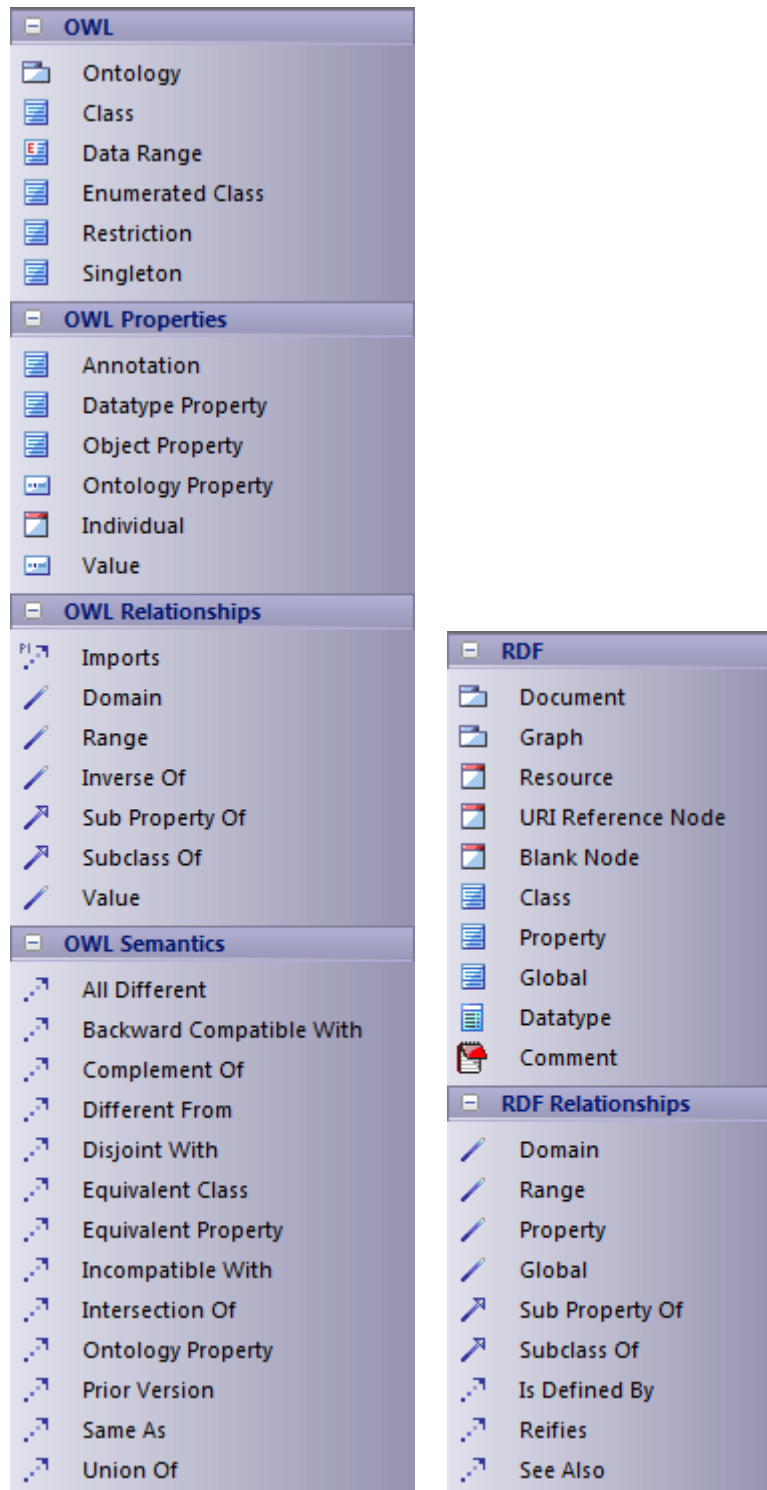 OWL
Ontology
Class
Data Range
Enumerated Class
Restriction
Singleton
OWL Properties
Annotation
Datatype Property
Object Property
Ontology Property
Individual
Value
OWL Relationships
Imports
Domain
Range
Inverse Of
Sub Property Of
Subclass Of
Value
OWL Semantics
All Different
Backward Compatible With
Complement Of
Different From
Disjoint With
Equivalent Class
Equivalent Property
Incompatible With
Intersection Of
Ontology Property
Prior Version
Same As
Union Of
RDF
Document
Graph
Resource
URI Reference Node
Blank Node
Class
Property
Global
Datatype
Comment
RDF Relationships
Domain
Range
Property
Global
Sub Property Of
Subclass Of
Is Defined By
Reifies
See Also